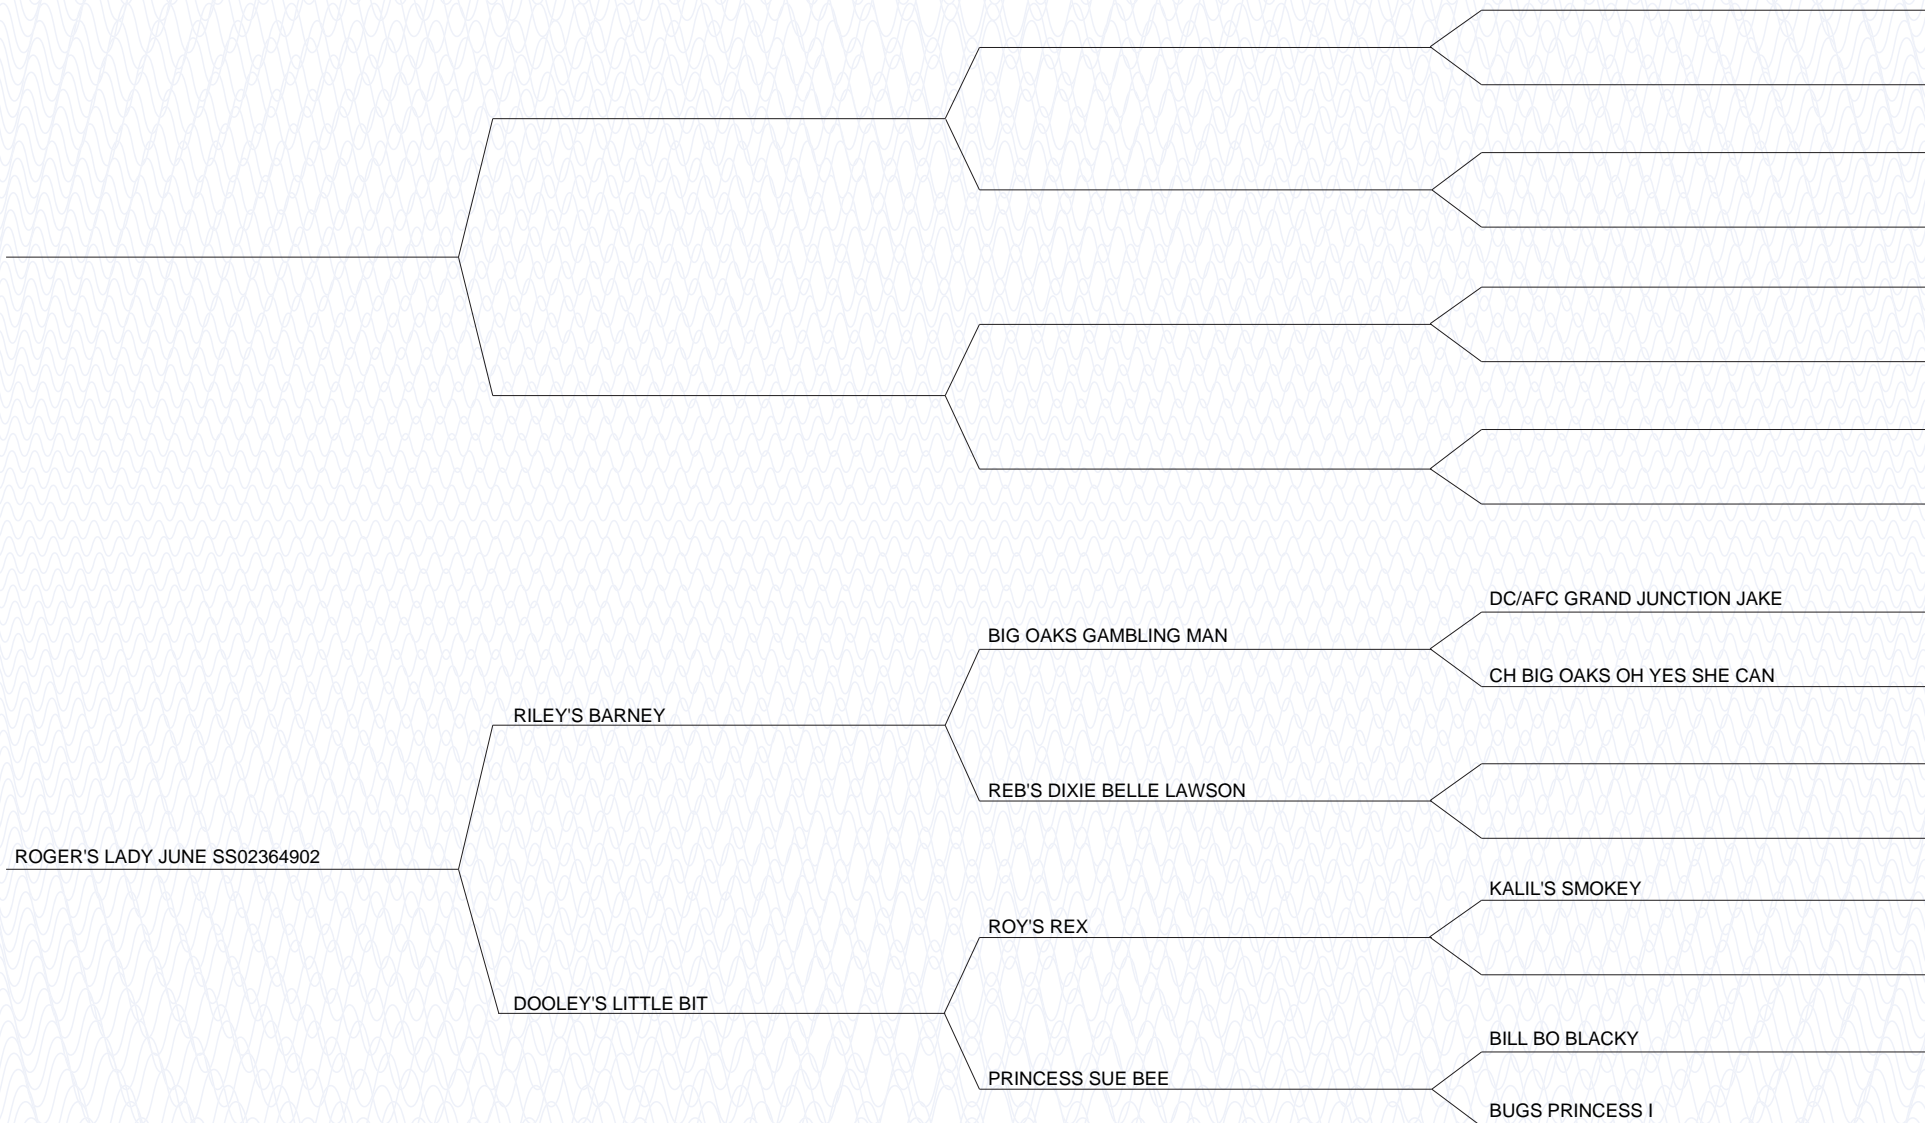 DC/AFC GRAND JUNCTION JAKE
BIG OAKS GAMBLING MAN
CH BIG OAKS OH YES SHE CAN
RILEY'S BARNEY
REB'S DIXIE BELLE LAWSON
ROGER'S LADY JUNE SS02364902
KALIL'S SMOKEY
ROY'S REX
DOOLEY'S LITTLE BIT
BILL BO BLACKY
PRINCESS SUE BEE
BUGS PRINCESS I